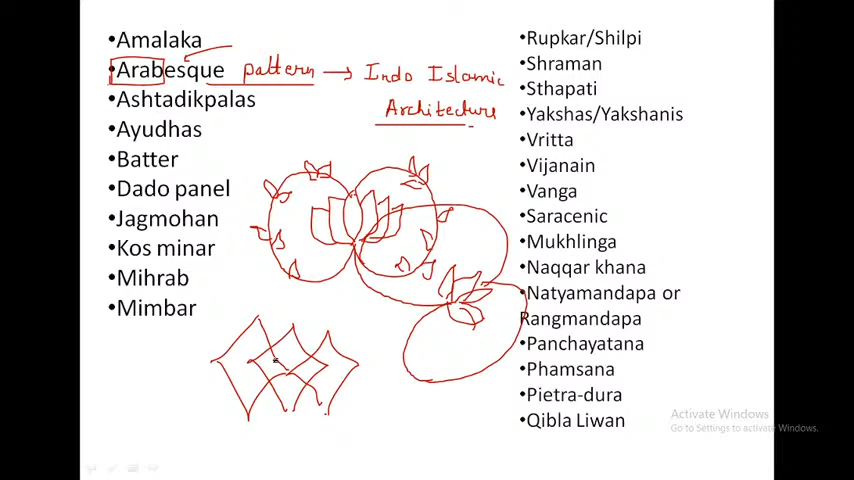 •Amalaka
•Arabesque pattern → Indo Islamic
Architecture
•Ashtadikpalas
•Ayudhas
•Batter
•Dado panel
•Jagmohan
•Kos minar
•Mihrab
•Mimbar
•Rupkar/Shilpi
•Shraman
•Sthapati
•Yakshas/Yakshanis
•Vritta
•Vijanain
•Vanga
•Saracenic
•Mukhlinga
•Naqqar khana
•Natyamandapa or
Rangmandapa
•Panchayatana
•Phamsana
•Pietra-dura
•Qibla Liwan
Activate Windows
Go to Settings to activate Windows.